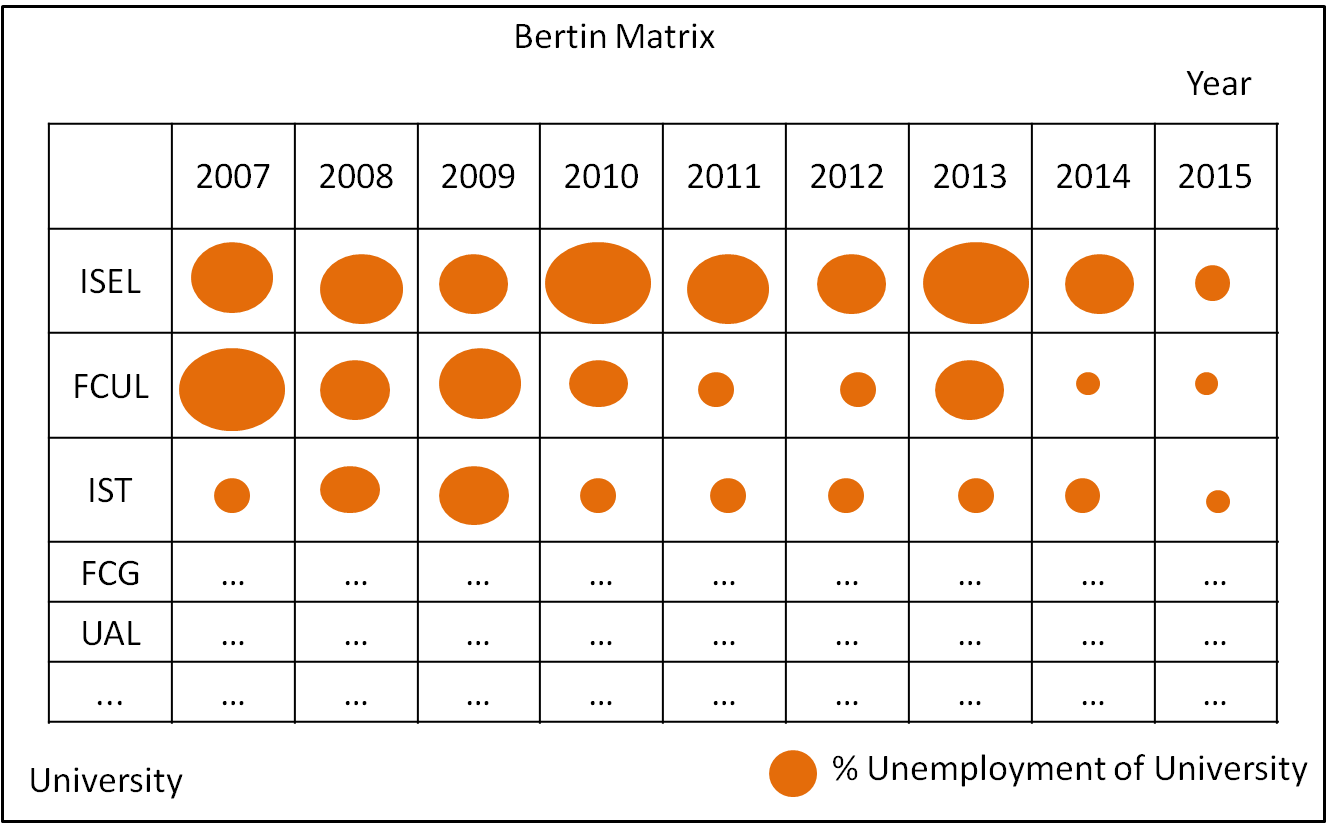 Bertin Matrix
Year
2007 2008 2009 2010 2011 2012 2013 2014 2015
ISEL
FCUL
IST
FCG ... ... ... ... ... ... ... ... ...
UAL ... ... ... ... ... ... ... ... ...
... ... ... ... ... ... ... ... ... ...
University
% Unemployment of University